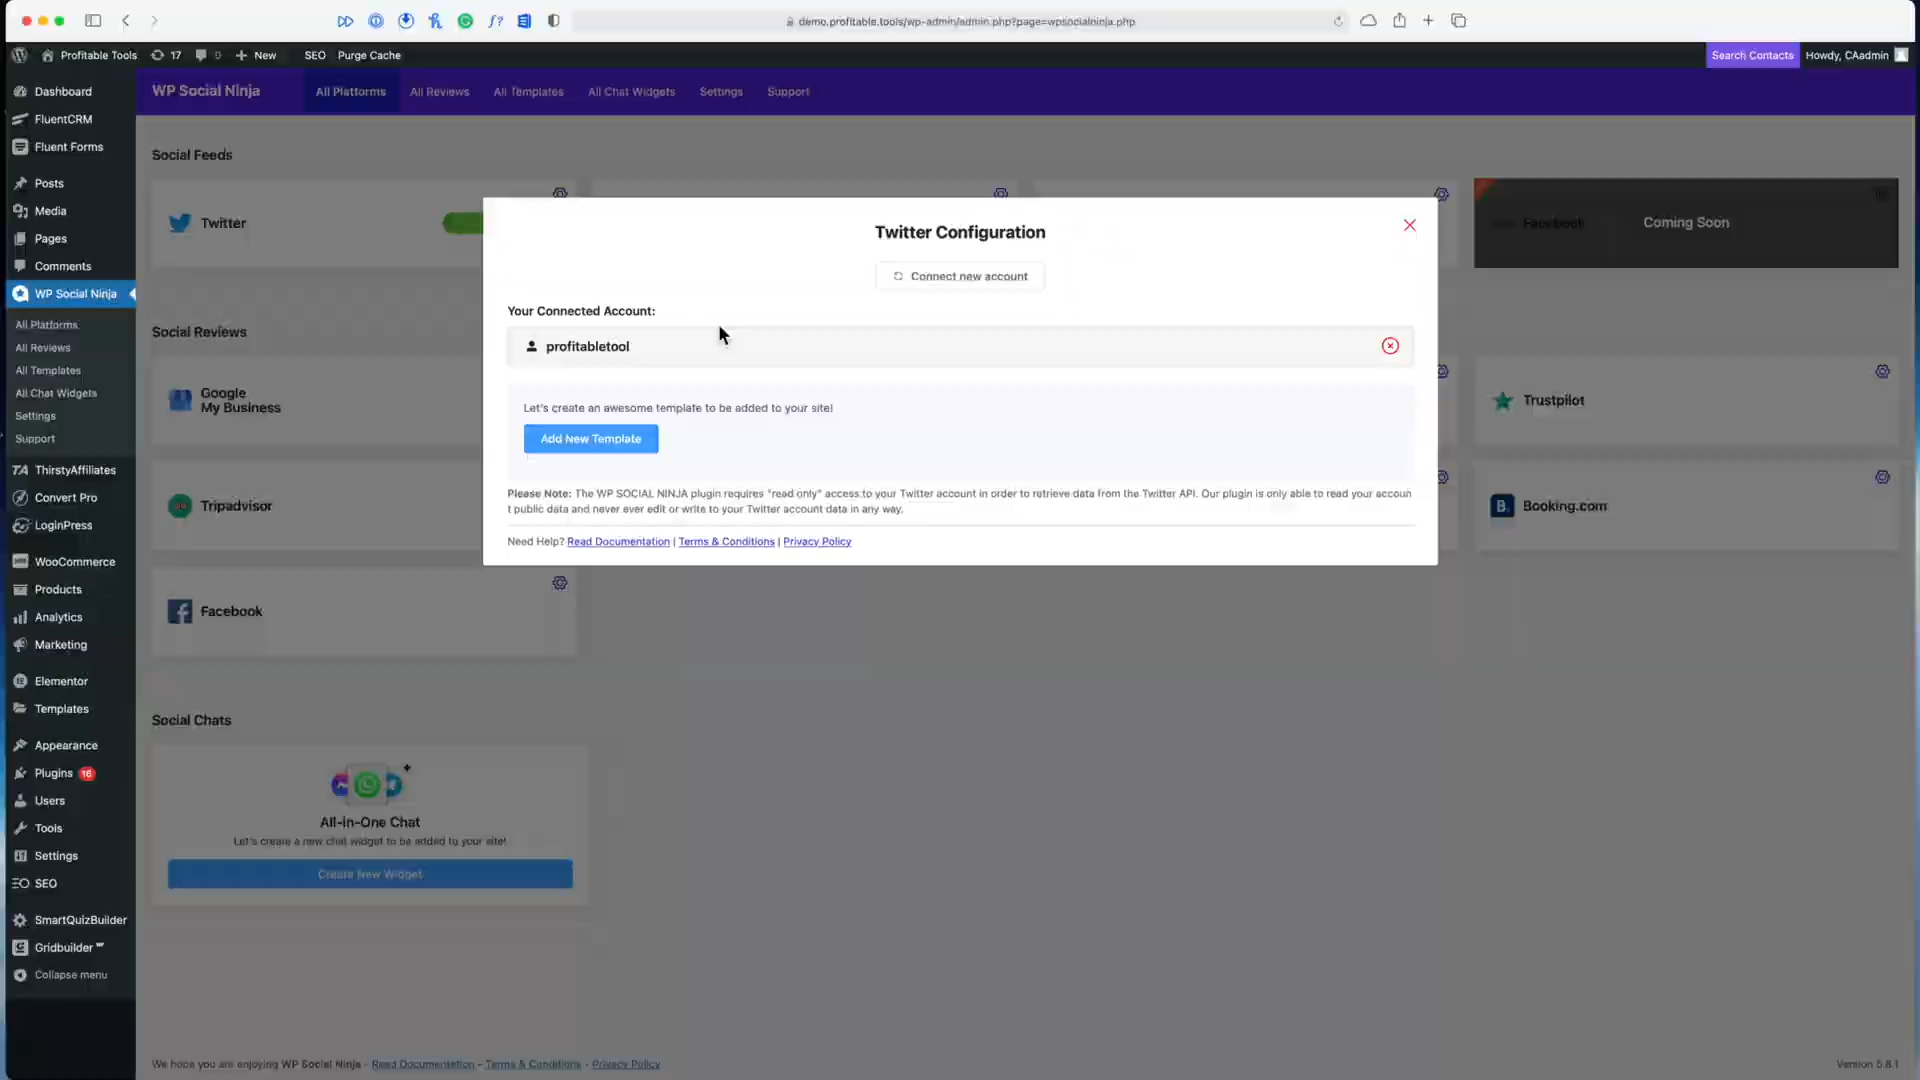 demo.profitable.tools/wp-admin/admin.php?page=wpsocialninja.php
Profitable Tools
17
0
New
SEO
Purge Cache
Search Contacts
Howdy, CAadmin
Dashboard
FluentCRM
Fluent Forms
Posts
Media
Pages
Comments
WP Social Ninja
All Platforms
All Reviews
All Templates
All Chat Widgets
Settings
Support
ThirstyAffiliates
Convert Pro
LoginPress
WooCommerce
Products
Analytics
Marketing
Elementor
Templates
Appearance
Plugins 16
Users
Tools
Settings
SEO
SmartQuizBuilder
Gridbuilder
Collapse menu
WP Social Ninja
All Platforms
All Reviews
All Templates
All Chat Widgets
Settings
Support
Social Feeds
Twitter
Facebook
Coming Soon
Twitter Configuration
Connect new account
Your Connected Account:
profitabletool
Let's create an awesome template to be added to your site!
Add New Template
Please Note: The WP SOCIAL NINJA plugin requires "read only" access to your Twitter account in order to retrieve data from the Twitter API. Our plugin is only able to read your accoun
t public data and never ever edit or write to your Twitter account data in any way.
Need Help? Read Documentation | Terms & Conditions | Privacy Policy
Social Reviews
Google
My Business
Trustpilot
Tripadvisor
Booking.com
Facebook
Social Chats
All-in-One Chat
Let's create a new chat widget to be added to your site!
Create New Widget
We hope you are enjoying WP Social Ninja - Read Documentation - Terms & Conditions - Privacy Policy
Version 5.8.1